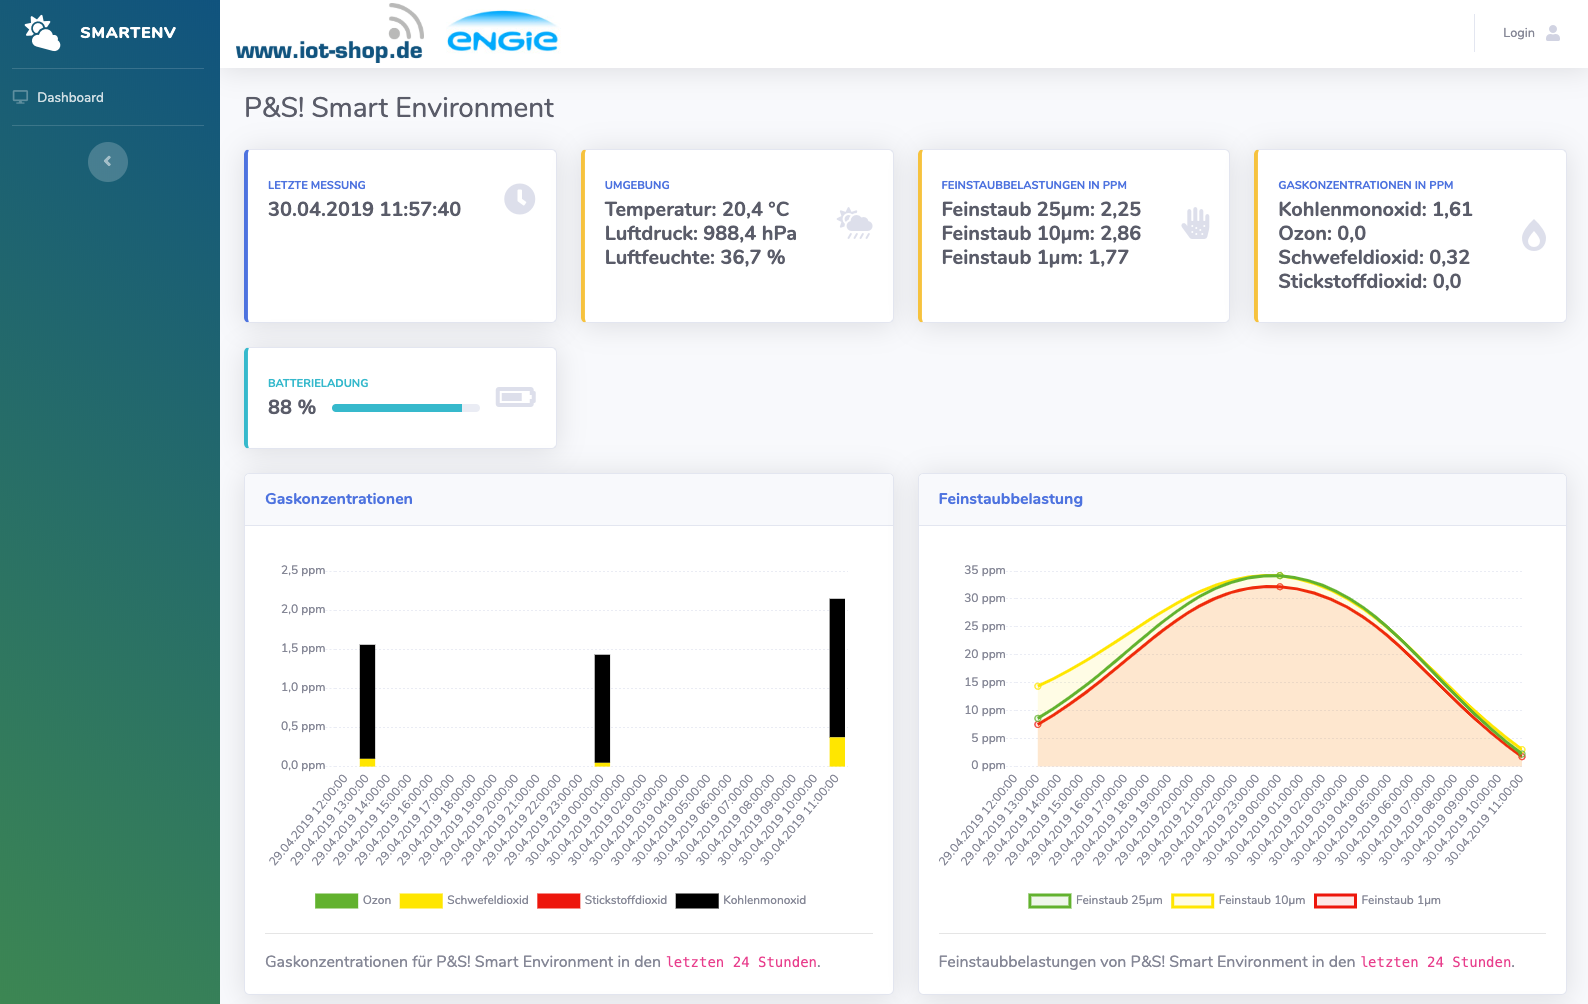 SMARTENV
Dashboard
www.iot-shop.de
ENGIE
Login
P&S! Smart Environment
LETZTE MESSUNG
30.04.2019 11:57:40
UMGEBUNG
Temperatur: 20,4 °C
Luftdruck: 988,4 hPa
Luftfeuchte: 36,7 %
FEINSTAUBBELASTUNGEN IN PPM
Feinstaub 25µm: 2,25
Feinstaub 10µm: 2,86
Feinstaub 1µm: 1,77
GASKONZENTRATIONEN IN PPM
Kohlenmonoxid: 1,61
Ozon: 0,0
Schwefeldioxid: 0,32
Stickstoffdioxid: 0,0
BATTERIELADUNG
88 %
Gaskonzentrationen
2,5 ppm
2,0 ppm
1,5 ppm
1,0 ppm
0,5 ppm
0,0 ppm
29.04.2019 12:00:00
29.04.2019 13:00:00
29.04.2019 14:00:00
29.04.2019 15:00:00
29.04.2019 16:00:00
29.04.2019 17:00:00
29.04.2019 18:00:00
29.04.2019 19:00:00
29.04.2019 20:00:00
29.04.2019 21:00:00
29.04.2019 22:00:00
29.04.2019 23:00:00
30.04.2019 00:00:00
30.04.2019 01:00:00
30.04.2019 02:00:00
30.04.2019 03:00:00
30.04.2019 04:00:00
30.04.2019 05:00:00
30.04.2019 06:00:00
30.04.2019 07:00:00
30.04.2019 08:00:00
30.04.2019 09:00:00
30.04.2019 10:00:00
30.04.2019 11:00:00
Ozon
Schwefeldioxid
Stickstoffdioxid
Kohlenmonoxid
Gaskonzentrationen für P&S! Smart Environment in den letzten 24 Stunden.
Feinstaubbelastung
35 ppm
30 ppm
25 ppm
20 ppm
15 ppm
10 ppm
5 ppm
0 ppm
29.04.2019 12:00:00
29.04.2019 13:00:00
29.04.2019 14:00:00
29.04.2019 15:00:00
29.04.2019 16:00:00
29.04.2019 17:00:00
29.04.2019 18:00:00
29.04.2019 19:00:00
29.04.2019 20:00:00
29.04.2019 21:00:00
29.04.2019 22:00:00
29.04.2019 23:00:00
30.04.2019 00:00:00
30.04.2019 01:00:00
30.04.2019 02:00:00
30.04.2019 03:00:00
30.04.2019 04:00:00
30.04.2019 05:00:00
30.04.2019 06:00:00
30.04.2019 07:00:00
30.04.2019 08:00:00
30.04.2019 09:00:00
30.04.2019 10:00:00
30.04.2019 11:00:00
Feinstaub 25µm
Feinstaub 10µm
Feinstaub 1µm
Feinstaubbelastungen von P&S! Smart Environment in den letzten 24 Stunden.